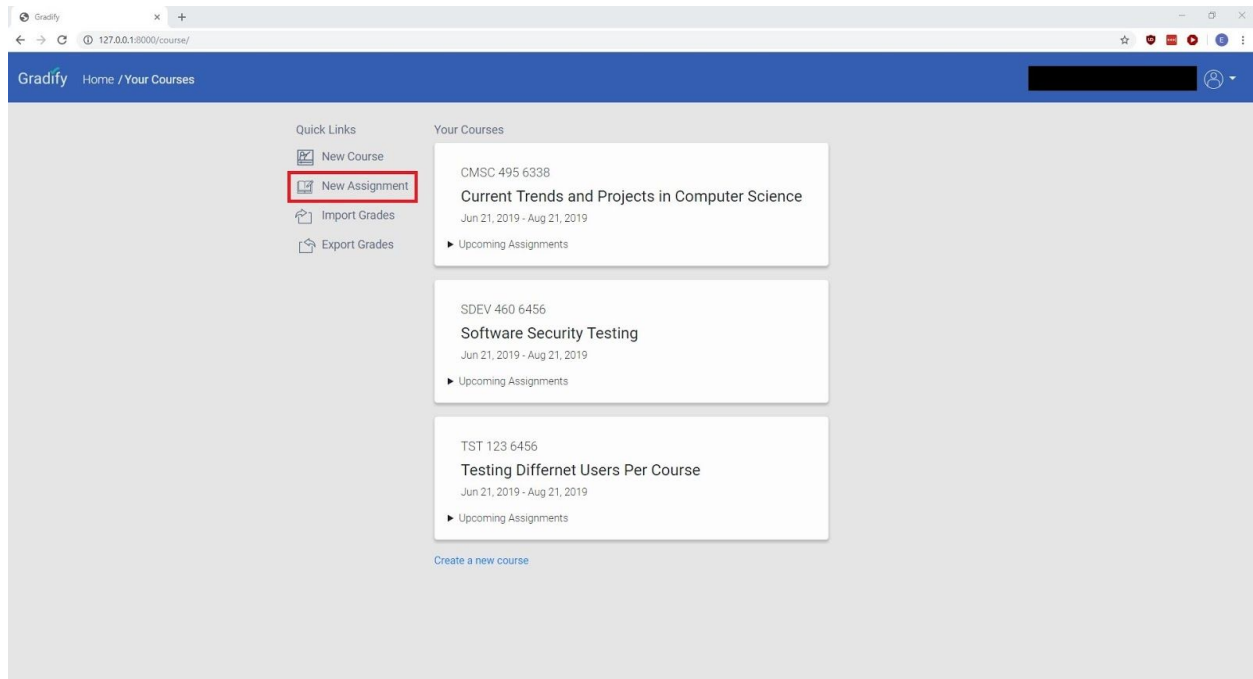 Gradify
127.0.0.1:8000/course/
E
Gradify Home / Your Courses
Quick Links
New Course
New Assignment
Import Grades
Export Grades
Your Courses
CMSC 495 6338
Current Trends and Projects in Computer Science
Jun 21, 2019 - Aug 21, 2019
Upcoming Assignments
SDEV 460 6456
Software Security Testing
Jun 21, 2019 - Aug 21, 2019
Upcoming Assignments
TST 123 6456
Testing Differnet Users Per Course
Jun 21, 2019 - Aug 21, 2019
Upcoming Assignments
Create a new course